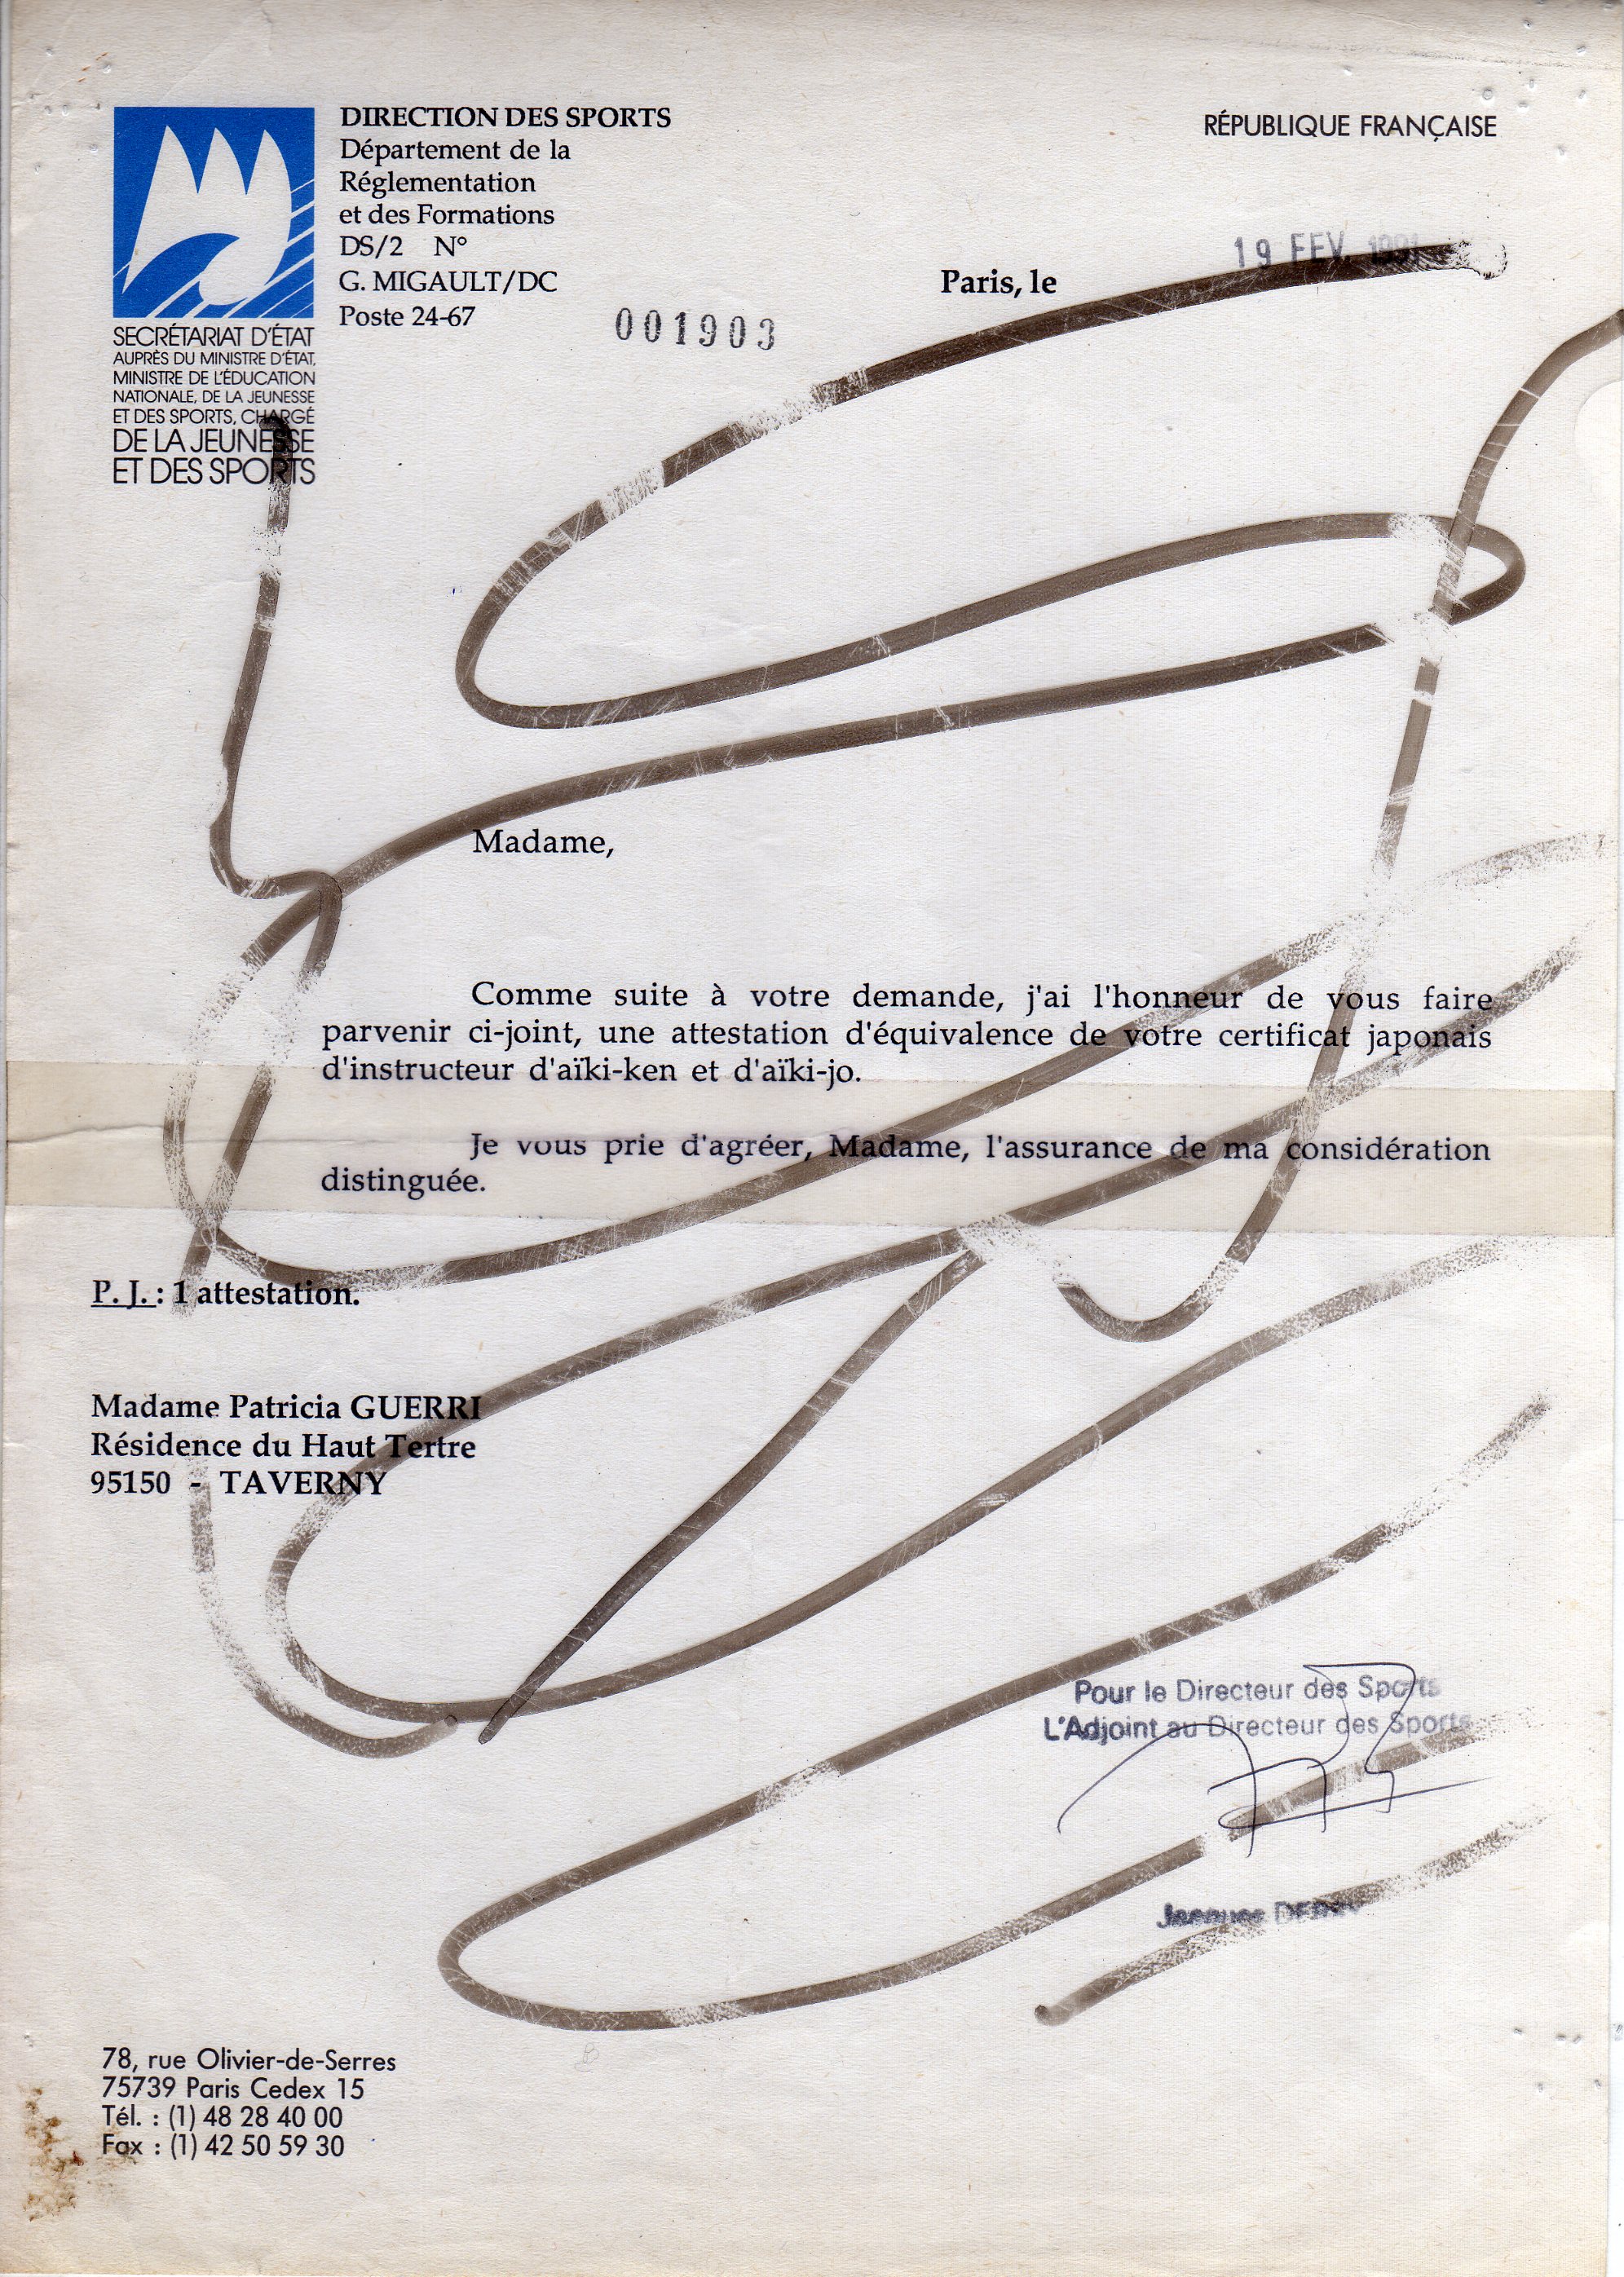 DIRECTION DES SPORTS
Département de la
Réglementation
et des Formations
DS/2 N°
G. MIGAULT/DC
Poste 24-67
001903
RÉPUBLIQUE FRANÇAISE
Paris, le 19 FEV. 1991
SECRÉTARIAT D'ÉTAT
AUPRÈS DU MINISTRE D'ÉTAT,
MINISTRE DE L'ÉDUCATION
NATIONALE, DE LA JEUNESSE
ET DES SPORTS, CHARGÉ
DE LA JEUNESSE
ET DES SPORTS
Madame,
Comme suite à votre demande, j'ai l'honneur de vous faire
parvenir ci-joint, une attestation d'équivalence de votre certificat japonais
d'instructeur d'aïki-ken et d'aïki-jo.
Je vous prie d'agréer, Madame, l'assurance de ma considération
distinguée.
P. J. : 1 attestation.
Madame Patricia GUERRI
Résidence du Haut Tertre
95150 - TAVERNY
Pour le Directeur des Sports
L'Adjoint au Directeur des Sports
Jacques
78, rue Olivier-de-Serres
75739 Paris Cedex 15
Tél. : (1) 48 28 40 00
Fax : (1) 42 50 59 30